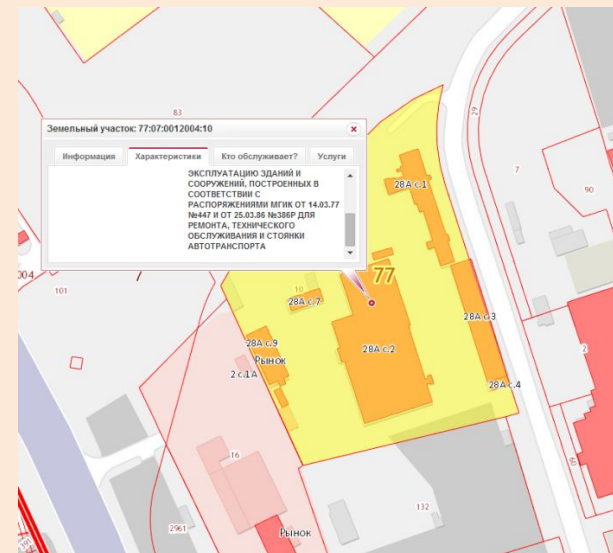 83
Земельный участок: 77:07:0012004:10
Информация Характеристики Кто обслуживает? Услуги
ЭКСПЛУАТАЦИЮ ЗДАНИЙ И
СООРУЖЕНИЙ, ПОСТРОЕННЫХ В
СООТВЕТСТВИИ С
РАСПОРЯЖЕНИЯМИ МГИК ОТ 14.03.77
№447 И ОТ 25.03.86 №386Р ДЛЯ
РЕМОНТА, ТЕХНИЧЕСКОГО
ОБСЛУЖИВАНИЯ И СТОЯНКИ
АВТОТРАНСПОРТА
29
7
90
28А с.1
004
101
77
10
28А с.7
28А с.3
28А с.9
28А с.2
2
Рынок
2 с.1А
28А с.4
16
60
132
2961
Рынок
391